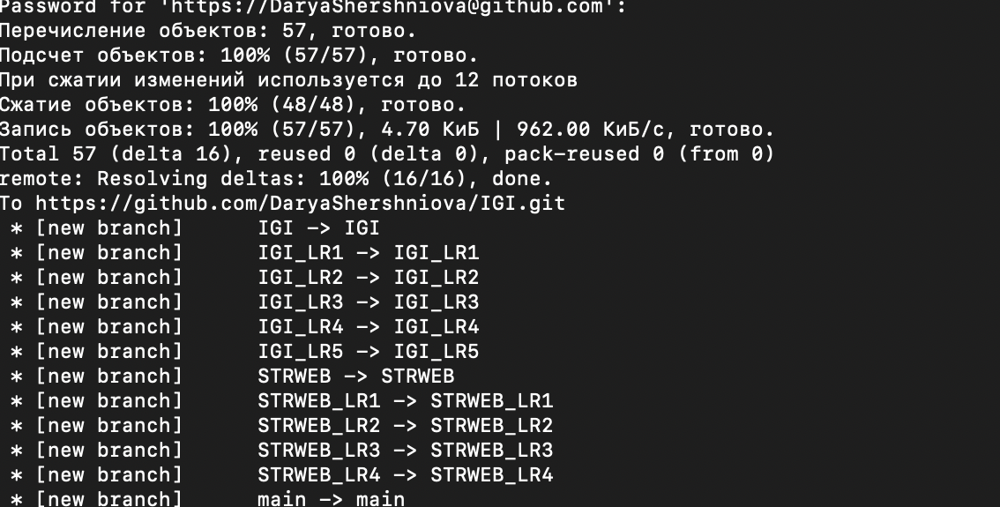 Password for 'https://DaryaShershniova@github.com':
Перечисление объектов: 57, готово.
Подсчет объектов: 100% (57/57), готово.
При сжатии изменений используется до 12 потоков
Сжатие объектов: 100% (48/48), готово.
Запись объектов: 100% (57/57), 4.70 КиБ | 962.00 КиБ/с, готово.
Total 57 (delta 16), reused 0 (delta 0), pack-reused 0 (from 0)
remote: Resolving deltas: 100% (16/16), done.
To https://github.com/DaryaShershniova/IGI.git
 * [new branch]      IGI -> IGI
 * [new branch]      IGI_LR1 -> IGI_LR1
 * [new branch]      IGI_LR2 -> IGI_LR2
 * [new branch]      IGI_LR3 -> IGI_LR3
 * [new branch]      IGI_LR4 -> IGI_LR4
 * [new branch]      IGI_LR5 -> IGI_LR5
 * [new branch]      STRWEB -> STRWEB
 * [new branch]      STRWEB_LR1 -> STRWEB_LR1
 * [new branch]      STRWEB_LR2 -> STRWEB_LR2
 * [new branch]      STRWEB_LR3 -> STRWEB_LR3
 * [new branch]      STRWEB_LR4 -> STRWEB_LR4
 * [new branch]      main -> main